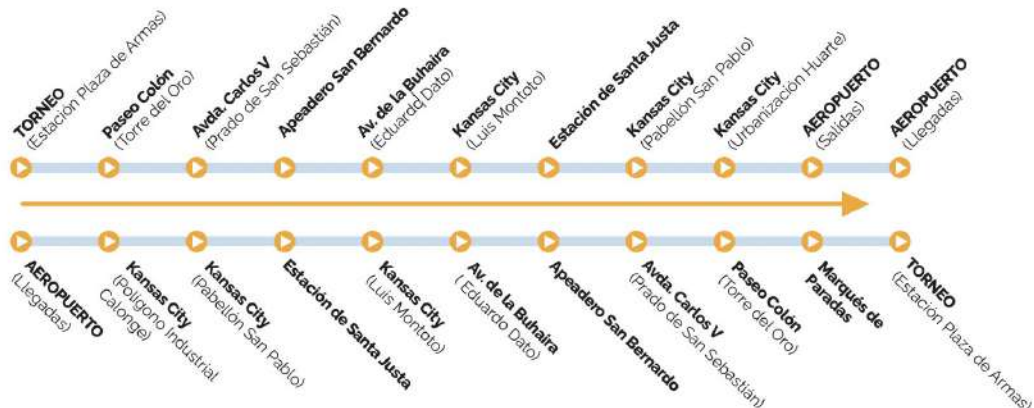 TORNEO
(Estación Plaza de Armas)
Paseo Colón
(Torre del Oro)
Avda. Carlos V
(Prado de San Sebastián)
Apeadero San Bernardo
Av. de la Buhaira
(Eduardd Dato)
Kansas City
(Luis Montoto)
Estación de Santa Justa
Kansas City
(Pabellón San Pablo)
Kansas City
(Urbanización Huarte)
AEROPUERTO
(Salidas)
AEROPUERTO
(Llegadas)
AEROPUERTO
(Llegadas)
Kansas City
(Polígono Industrial
Calonge)
Kansas City
(Pabellón San Pablo)
Estación de Santa Justa
Kansas City
(Luis Montoto)
Av. de la Buhaira
( Eduardo Dato)
Apeadero San Bernardo
Avda. Carlos V
(Prado de San Sebastián)
Paseo Colón
(Torre del Oro)
Marqués de
Paradas
TORNEO
(Estación Plaza de Armas)